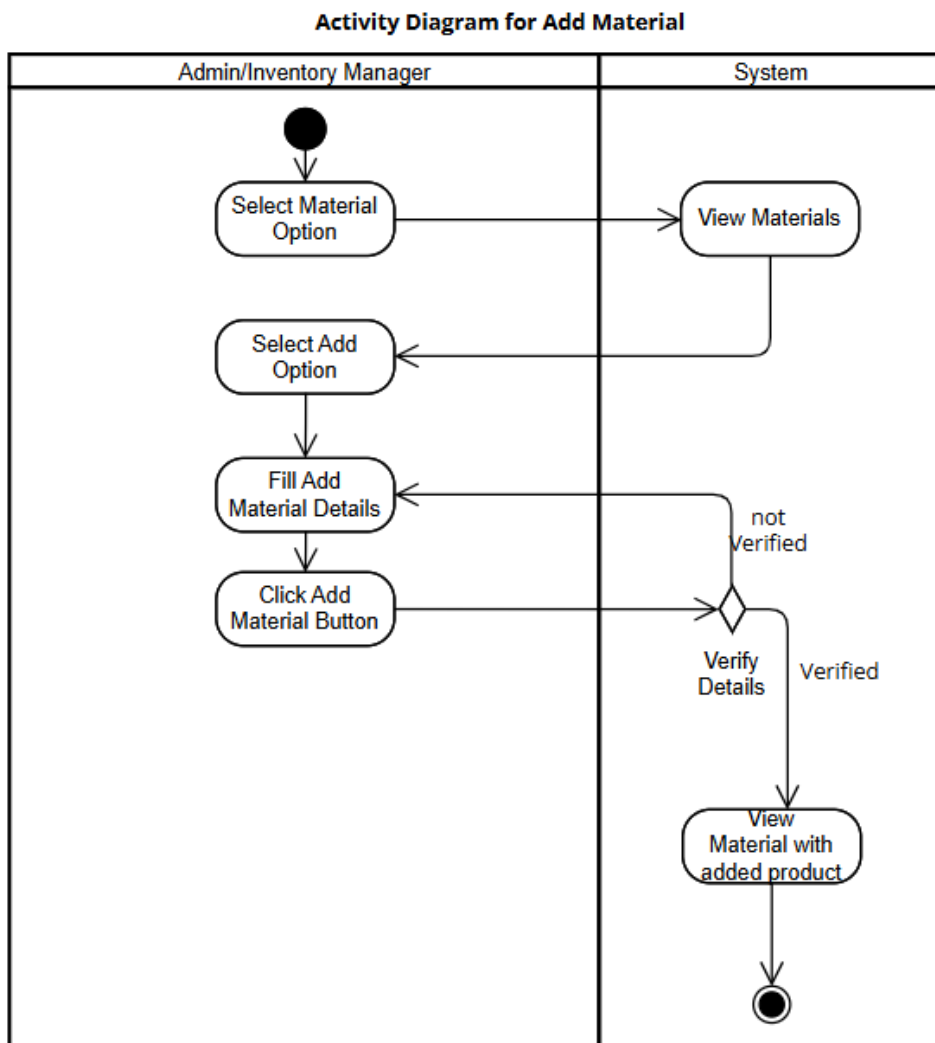 Activity Diagram for Add Material
Admin/Inventory Manager
System
Select Material
Option
View Materials
Select Add
Option
Fill Add
Material Details
not
Verified
Click Add
Material Button
Verify
Details
Verified
View
Material with
added product